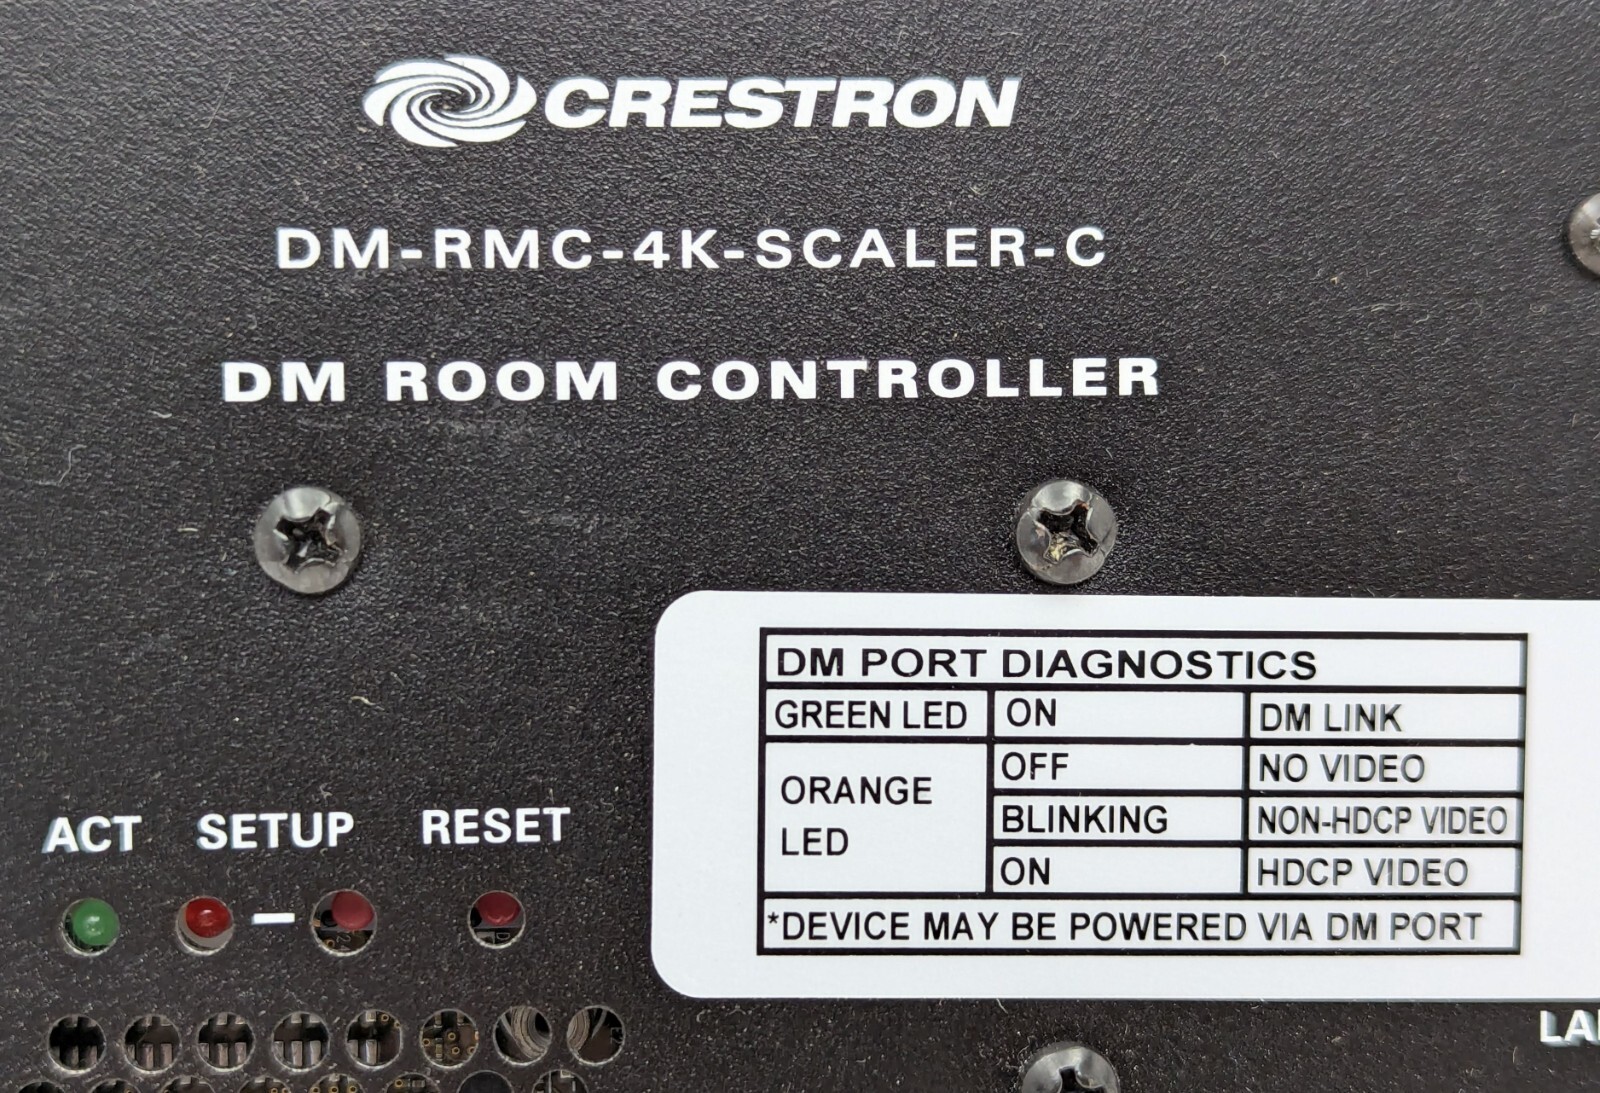 CRESTRON
DM-RMC-4K-SCALER-C
DM ROOM CONTROLLER
ACT SETUP - RESET
DM PORT DIAGNOSTICS
GREEN LED ON DM LINK
ORANGE LED OFF NO VIDEO
BLINKING NON-HDCP VIDEO
ON HDCP VIDEO
*DEVICE MAY BE POWERED VIA DM PORT